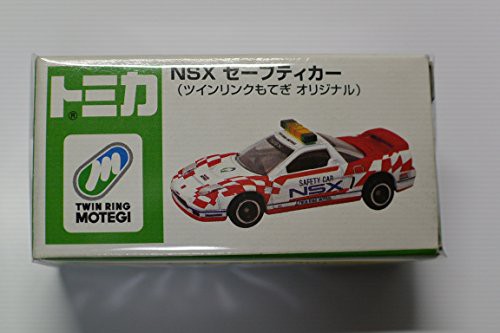 トミカ
®
NSX セーフティカー
(ツインリンクもてぎ オリジナル)
TWIN RING
MOTEGI
SAFETY CAR
NSX